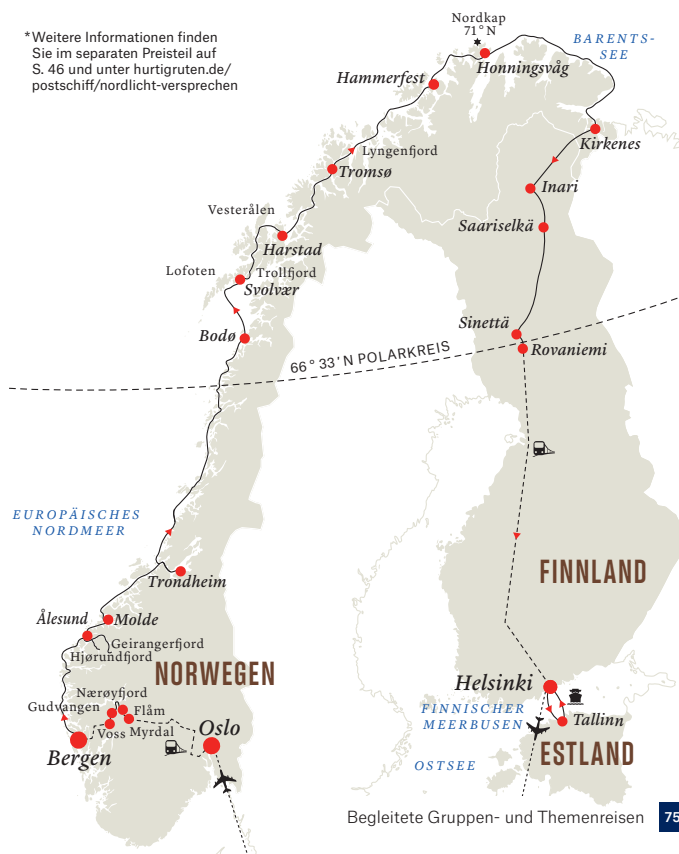 *Weitere Informationen finden
Sie im separaten Preisteil auf
S. 46 und unter hurtigruten.de/
postschiff/nordlicht-versprechen
Nordkap
71° N
BARENTS-
SEE
Honningsvåg
Hammerfest
Kirkenes
Lyngenfjord
Tromsø
Inari
Vesterålen
Saariselkä
Harstad
Lofoten
Trollfjord
Svolvær
Sinettä
Bodø
Rovaniemi
66° 33' N POLARKREIS
EUROPÄISCHES
NORDMEER
FINNLAND
Trondheim
Ålesund
Molde
Geirangerfjord
Hjørundfjord
NORWEGEN
Nærøyfjord
Gudvangen
Flåm
Voss
Myrdal
Oslo
Bergen
Helsinki
FINNISCHER
MEERBUSEN
Tallinn
ESTLAND
OSTSEE
Begleitete Gruppen- und Themenreisen
75